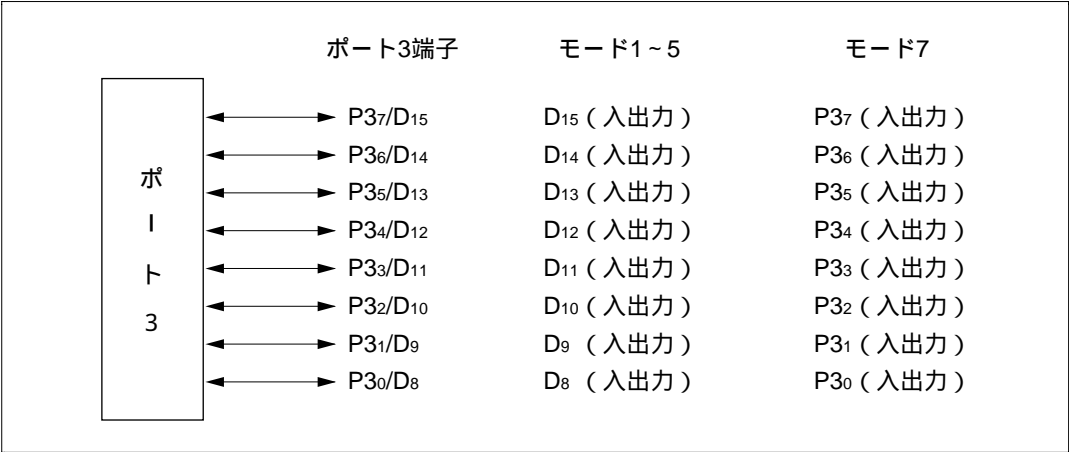 ポート3端子 モード1~5 モード7
P37/D15 D15(入出力) P37(入出力)
P36/D14 D14(入出力) P36(入出力)
P35/D13 D13(入出力) P35(入出力)
P34/D12 D12(入出力) P34(入出力)
P33/D11 D11(入出力) P33(入出力)
P32/D10 D10(入出力) P32(入出力)
P31/D9 D9 (入出力) P31(入出力)
P30/D8 D8 (入出力) P30(入出力)
ポート3